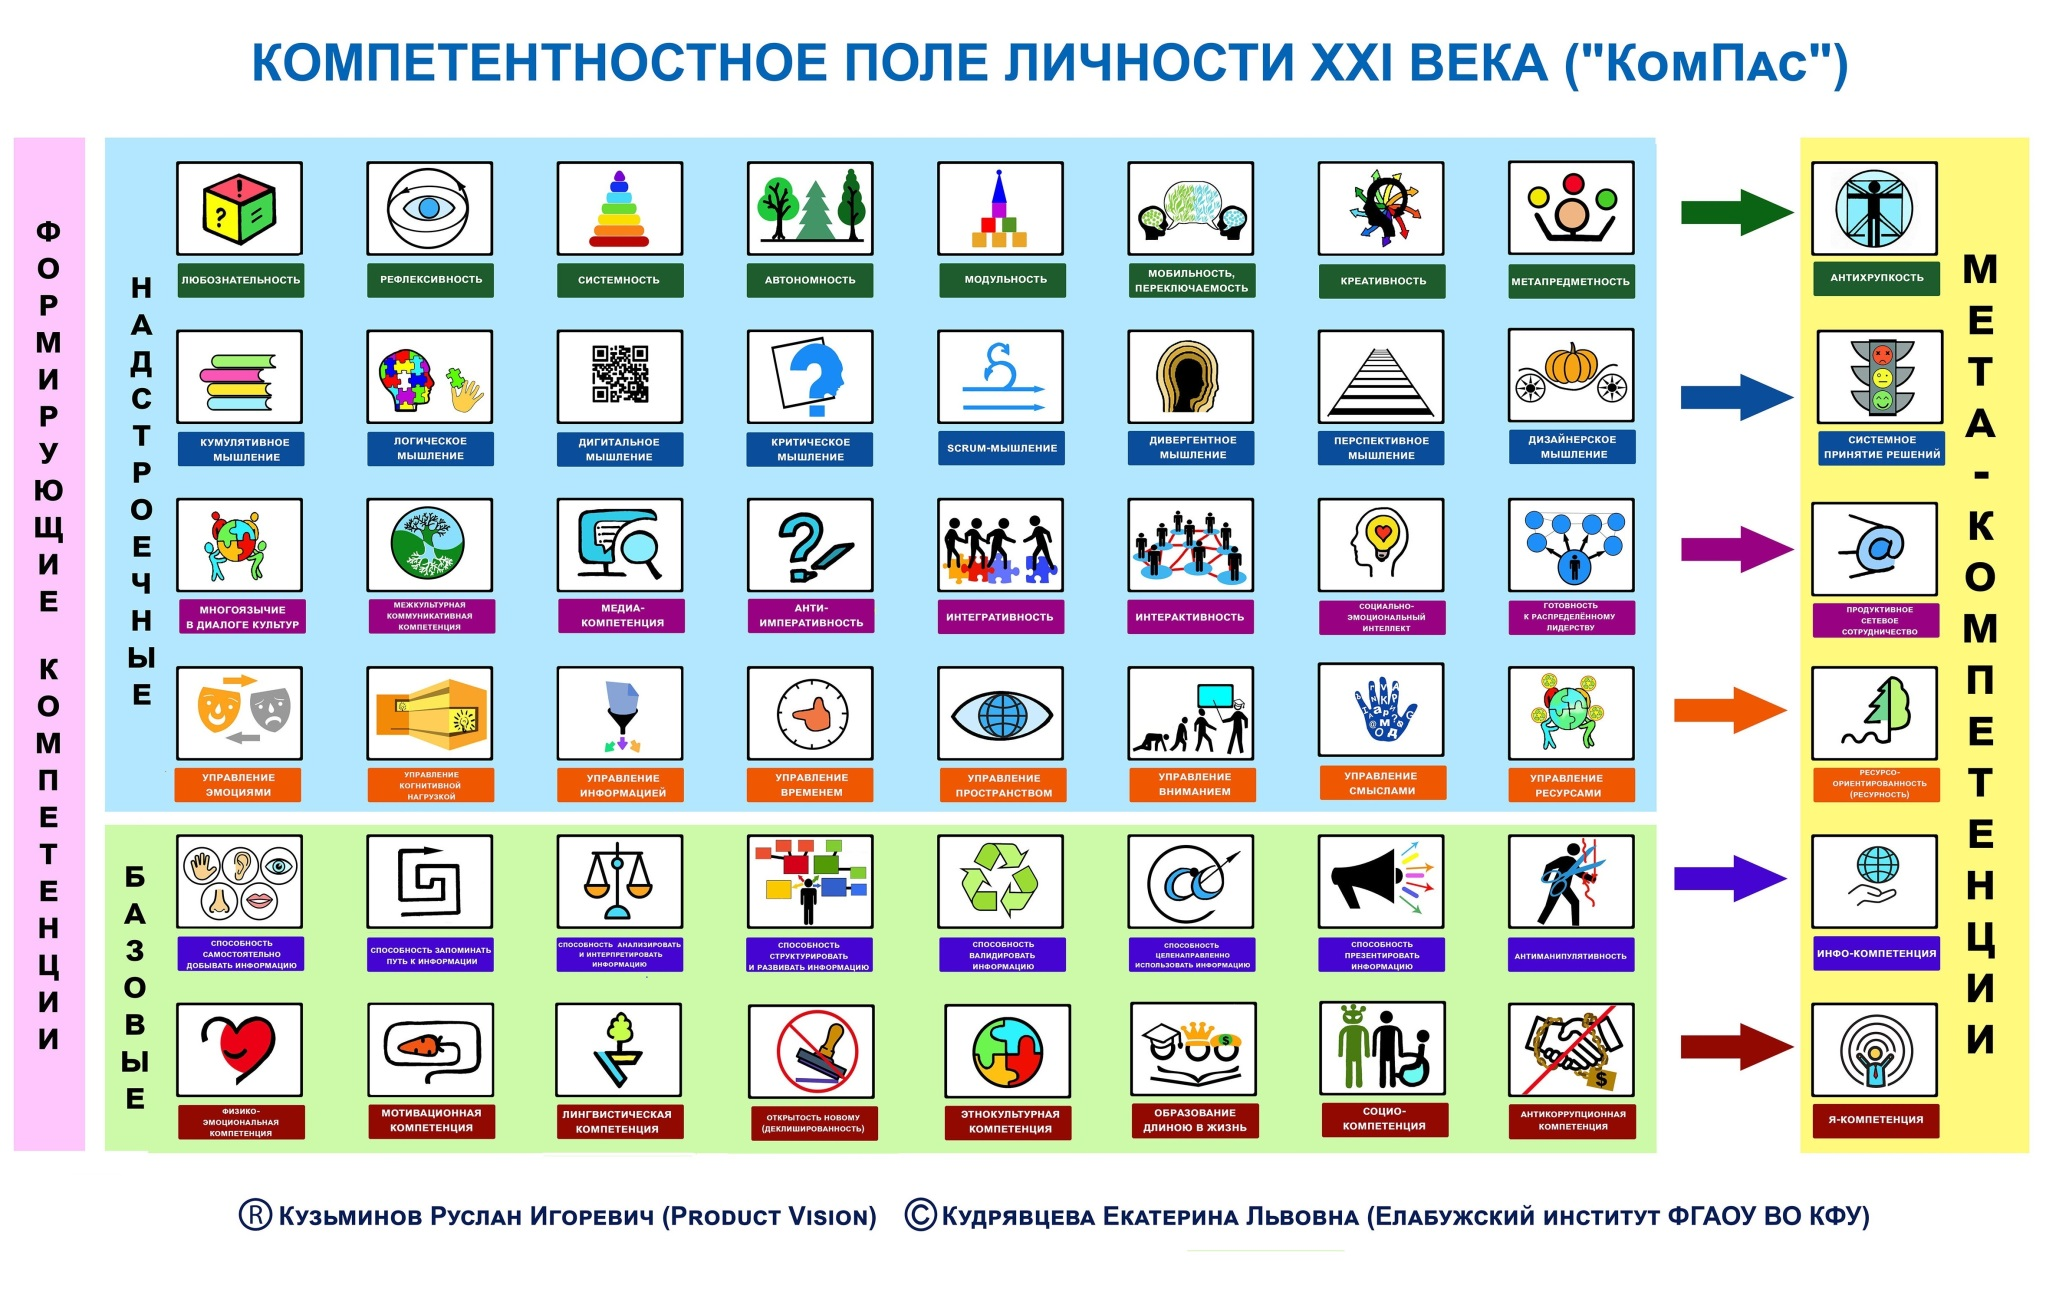 КОМПЕТЕНТНОСТНОЕ ПОЛЕ ЛИЧНОСТИ XXI ВЕКА ("КомПас")
ФОРМИРУЮЩИЕ КОМПЕТЕНЦИИ
НАДСТРОЕЧНЫЕ
ЛЮБОЗНАТЕЛЬНОСТЬ
РЕФЛЕКСИВНОСТЬ
СИСТЕМНОСТЬ
АВТОНОМНОСТЬ
МОДУЛЬНОСТЬ
МОБИЛЬНОСТЬ,
ПЕРЕКЛЮЧАЕМОСТЬ
КРЕАТИВНОСТЬ
МЕТАПРЕДМЕТНОСТЬ
АНТИХРУПКОСТЬ
КУМУЛЯТИВНОЕ
МЫШЛЕНИЕ
ЛОГИЧЕСКОЕ
МЫШЛЕНИЕ
ДИГИТАЛЬНОЕ
МЫШЛЕНИЕ
КРИТИЧЕСКОЕ
МЫШЛЕНИЕ
SCRUM-МЫШЛЕНИЕ
ДИВЕРГЕНТНОЕ
МЫШЛЕНИЕ
ПЕРСПЕКТИВНОЕ
МЫШЛЕНИЕ
ДИЗАЙНЕРСКОЕ
МЫШЛЕНИЕ
СИСТЕМНОЕ
ПРИНЯТИЕ РЕШЕНИЙ
МНОГОЯЗЫЧИЕ
В ДИАЛОГЕ КУЛЬТУР
МЕЖКУЛЬТУРНАЯ
КОММУНИКАТИВНАЯ
КОМПЕТЕНЦИЯ
МЕДИА-
КОМПЕТЕНЦИЯ
АНТИ-
ИМПЕРАТИВНОСТЬ
ИНТЕГРАТИВНОСТЬ
ИНТЕРАКТИВНОСТЬ
СОЦИАЛЬНО-
ЭМОЦИОНАЛЬНЫЙ
ИНТЕЛЛЕКТ
ГОТОВНОСТЬ
К РАСПРЕДЕЛЁННОМУ
ЛИДЕРСТВУ
ПРОДУКТИВНОЕ
СЕТЕВОЕ
СОТРУДНИЧЕСТВО
УПРАВЛЕНИЕ
ЭМОЦИЯМИ
УПРАВЛЕНИЕ
КОГНИТИВНОЙ
НАГРУЗКОЙ
УПРАВЛЕНИЕ
ИНФОРМАЦИЕЙ
УПРАВЛЕНИЕ
ВРЕМЕНЕМ
УПРАВЛЕНИЕ
ПРОСТРАНСТВОМ
УПРАВЛЕНИЕ
ВНИМАНИЕМ
УПРАВЛЕНИЕ
СМЫСЛАМИ
УПРАВЛЕНИЕ
РЕСУРСАМИ
РЕСУРСО-
ОРИЕНТИРОВАННОСТЬ
(РЕСУРНОСТЬ)
БАЗОВЫЕ
СПОСОБНОСТЬ
САМОСТОЯТЕЛЬНО
ДОБЫВАТЬ ИНФОРМАЦИЮ
СПОСОБНОСТЬ ЗАПОМИНАТЬ
ПУТЬ К ИНФОРМАЦИИ
СПОСОБНОСТЬ АНАЛИЗИРОВАТЬ
И ИНТЕРПРЕТИРОВАТЬ
ИНФОРМАЦИЮ
СПОСОБНОСТЬ
СТРУКТУРИРОВАТЬ
И РАЗВИВАТЬ ИНФОРМАЦИЮ
СПОСОБНОСТЬ
ВАЛИДИРОВАТЬ
ИНФОРМАЦИЮ
СПОСОБНОСТЬ
ЦЕЛЕНАПРАВЛЕННО
ИСПОЛЬЗОВАТЬ ИНФОРМАЦИЮ
СПОСОБНОСТЬ
ПРЕЗЕНТИРОВАТЬ
ИНФОРМАЦИЮ
АНТИМАНИПУЛЯТИВНОСТЬ
ИНФО-КОМПЕТЕНЦИЯ
ФИЗИКО-
ЭМОЦИОНАЛЬНАЯ
КОМПЕТЕНЦИЯ
МОТИВАЦИОННАЯ
КОМПЕТЕНЦИЯ
ЛИНГВИСТИЧЕСКАЯ
КОМПЕТЕНЦИЯ
ОТКРЫТОСТЬ НОВОМУ
(ДЕКЛИШИРОВАННОСТЬ)
ЭТНОКУЛЬТУРНАЯ
КОМПЕТЕНЦИЯ
ОБРАЗОВАНИЕ
ДЛИНОЮ В ЖИЗНЬ
СОЦИО-
КОМПЕТЕНЦИЯ
АНТИКОРРУПЦИОННАЯ
КОМПЕТЕНЦИЯ
Я-КОМПЕТЕНЦИЯ
МЕТА-КОМПЕТЕНЦИИ
® Кузьминов Руслан Игоревич (Product Vision) © Кудрявцева Екатерина Львовна (Елабужский институт ФГАОУ ВО КФУ)